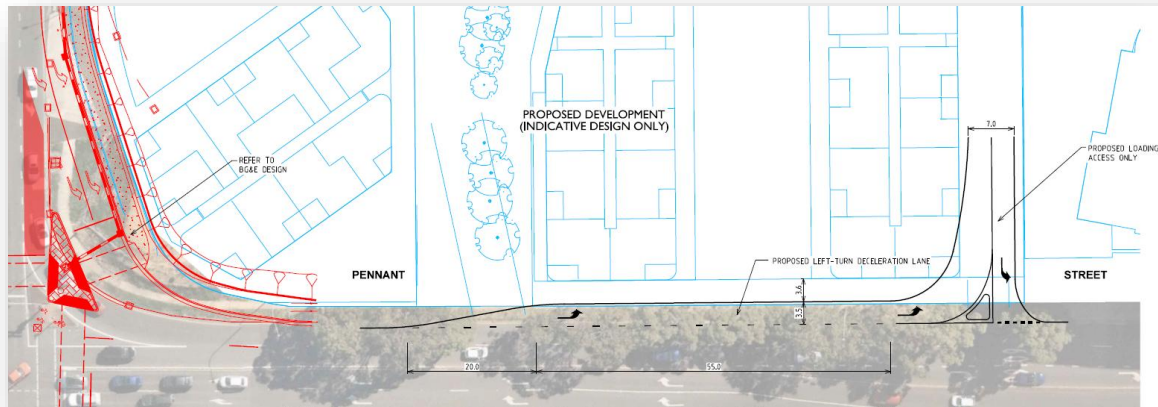 PROPOSED DEVELOPMENT
(INDICATIVE DESIGN ONLY)
7.0
PROPOSED LOADING
ACCESS ONLY
REFER TO
BG&E DESIGN
PENNANT
PROPOSED LEFT-TURN DECELERATION LANE
STREET
3.6
3.5
20.0
55.0